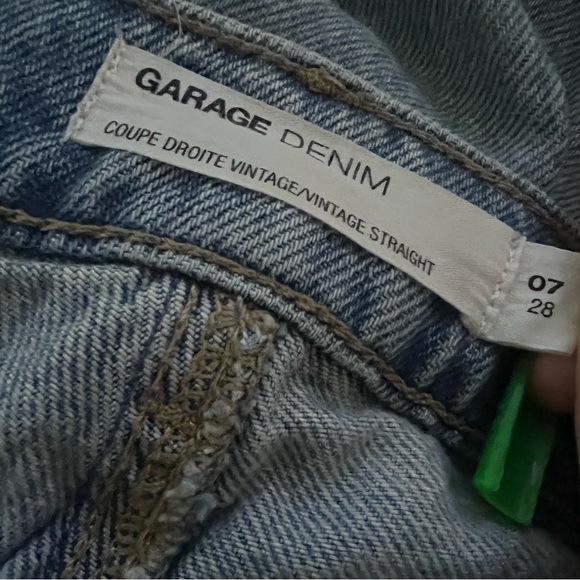 GARAGE DENIM
COUPE DROITE VINTAGE/VINTAGE STRAIGHT
07
28